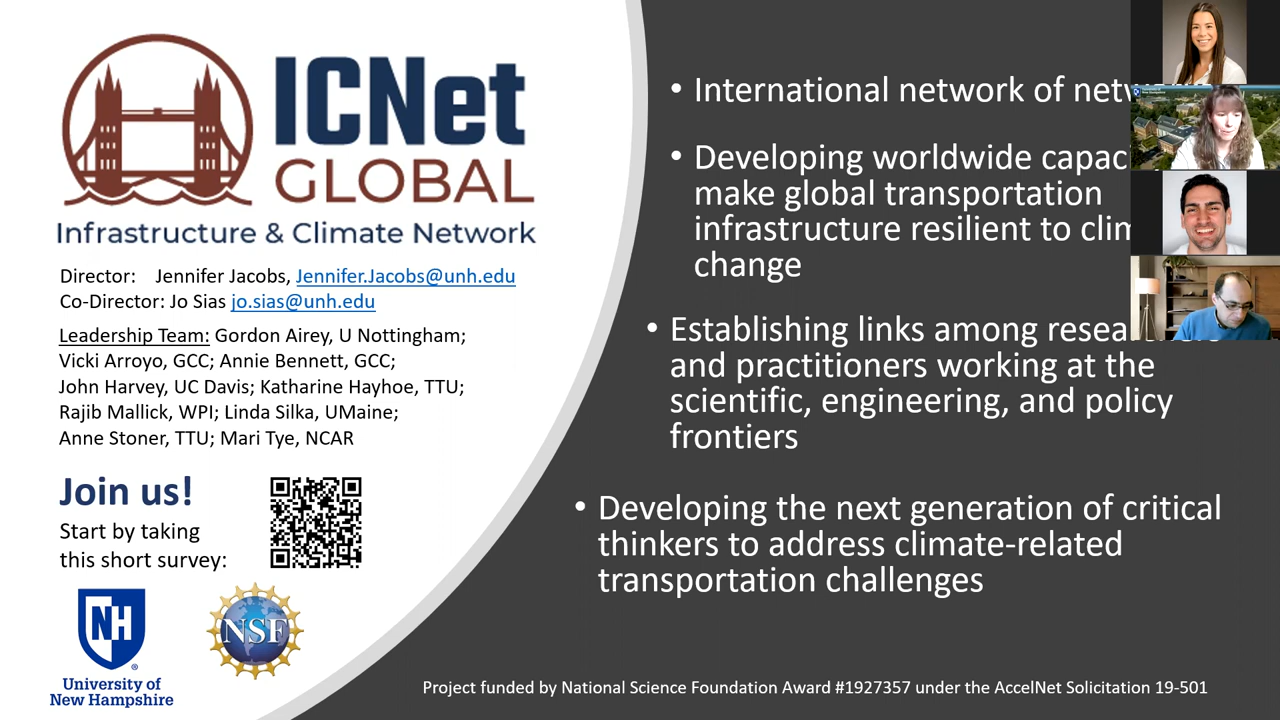 ICNet
GLOBAL
Infrastructure & Climate Network
Director: Jennifer Jacobs, Jennifer.Jacobs@unh.edu
Co-Director: Jo Sias jo.sias@unh.edu
Leadership Team: Gordon Airey, U Nottingham;
Vicki Arroyo, GCC; Annie Bennett, GCC;
John Harvey, UC Davis; Katharine Hayhoe, TTU;
Rajib Mallick, WPI; Linda Silka, UMaine;
Anne Stoner, TTU; Mari Tye, NCAR
Join us!
Start by taking
this short survey:
NH
University of
New Hampshire
NSF
• International network of
• Developing worldwide
make global transportation
infrastructure resilient to
change
• Establishing links among
and practitioners working at the
scientific, engineering, and policy
frontiers
• Developing the next generation of critical
thinkers to address climate-related
transportation challenges
Project funded by National Science Foundation Award #1927357 under the AccelNet Solicitation 19-501